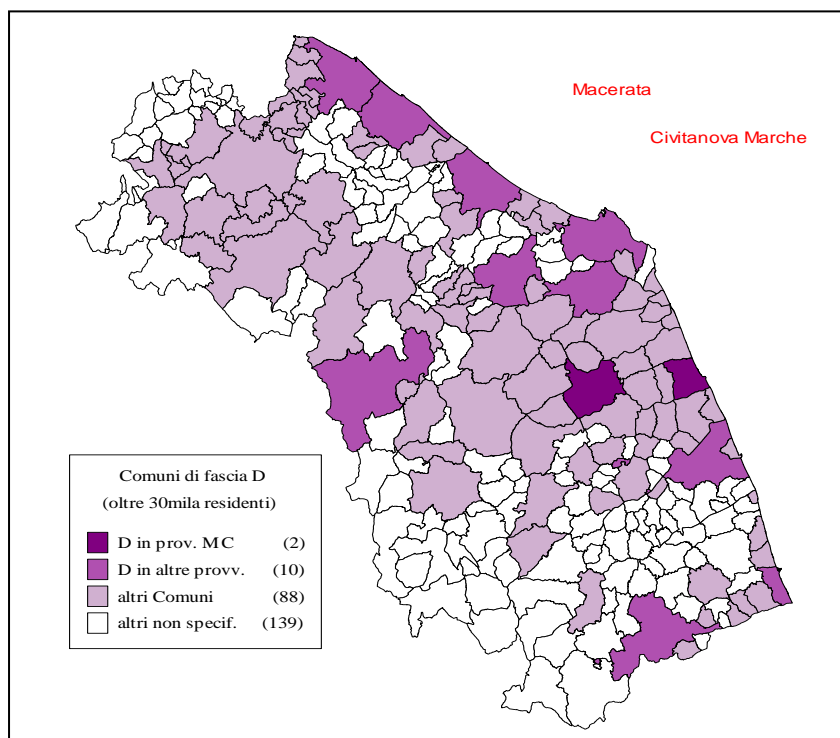 Macerata
Civitanova Marche
Comuni di fascia D
(oltre 30mila residenti)
D in prov. MC (2)
D in altre provv. (10)
altri Comuni (88)
altri non specif. (139)